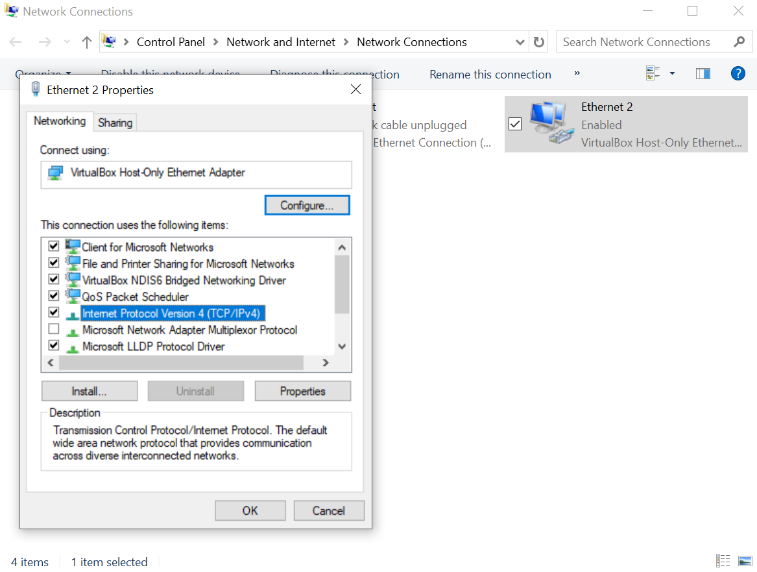 Network Connections
Control Panel > Network and Internet > Network Connections
Search Network Connections
Organize Disable this network device Diagnose this connection Rename this connection »
Ethernet 2 Properties
Networking
Sharing
Connect using:
VirtualBox Host-Only Ethernet Adapter
Configure...
This connection uses the following items:
Client for Microsoft Networks
File and Printer Sharing for Microsoft Networks
VirtualBox NDIS6 Bridged Networking Driver
QoS Packet Scheduler
Internet Protocol Version 4 (TCP/IPv4)
Microsoft Network Adapter Multiplexor Protocol
Microsoft LLDP Protocol Driver
Install...
Uninstall
Properties
Description
Transmission Control Protocol/Internet Protocol. The default
wide area network protocol that provides communication
across diverse interconnected networks.
OK
Cancel
t
k cable unplugged
Ethernet Connection (...
Ethernet 2
Enabled
VirtualBox Host-Only Ethernet...
4 items
1 item selected